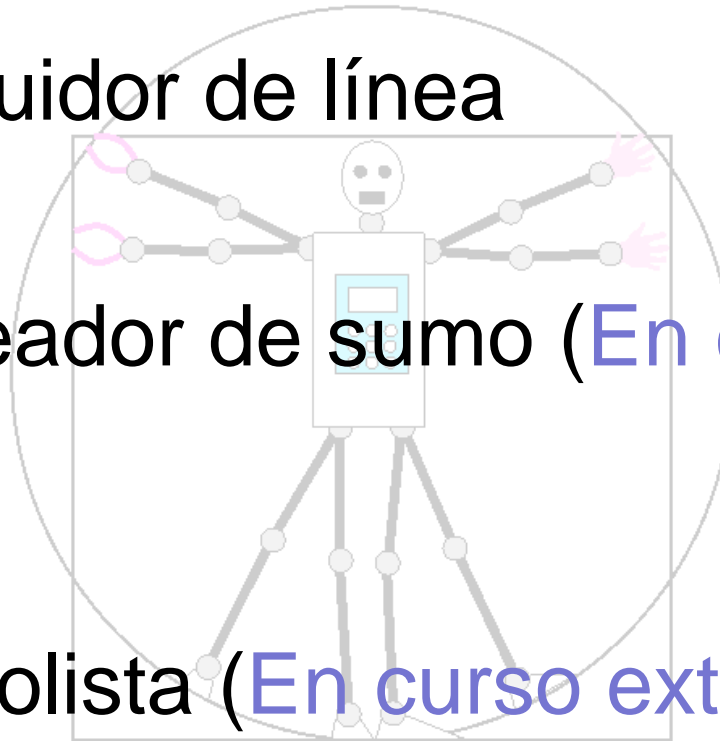 uidor de línea
eador de sumo (En
olista (En curso ext